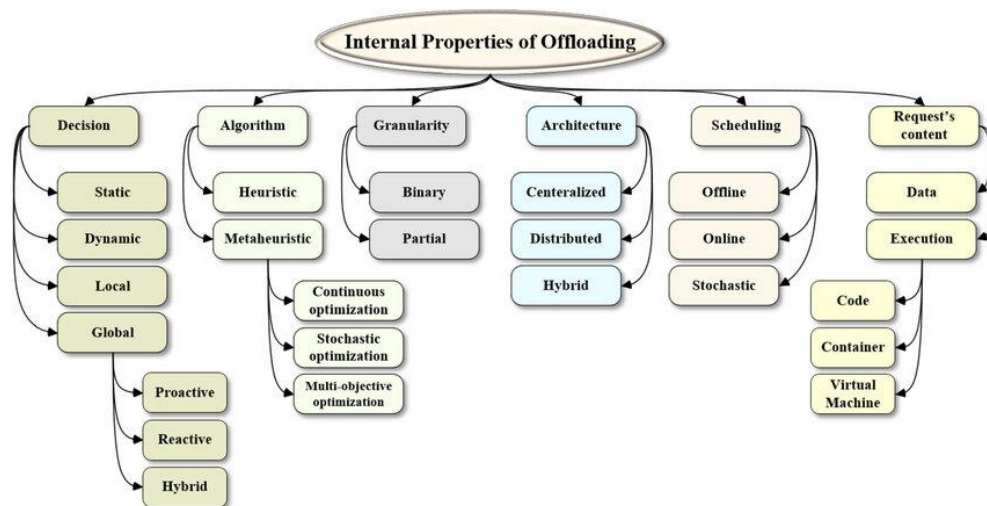 Internal Properties of Offloading
Decision
Algorithm
Granularity
Architecture
Scheduling
Request's
content
Static
Heuristic
Binary
Centeralized
Offline
Data
Dynamic
Metaheuristic
Partial
Distributed
Online
Execution
Local
Hybrid
Stochastic
Global
Continuous
optimization
Code
Stochastic
optimization
Container
Proactive
Multi-objective
optimization
Virtual
Machine
Reactive
Hybrid